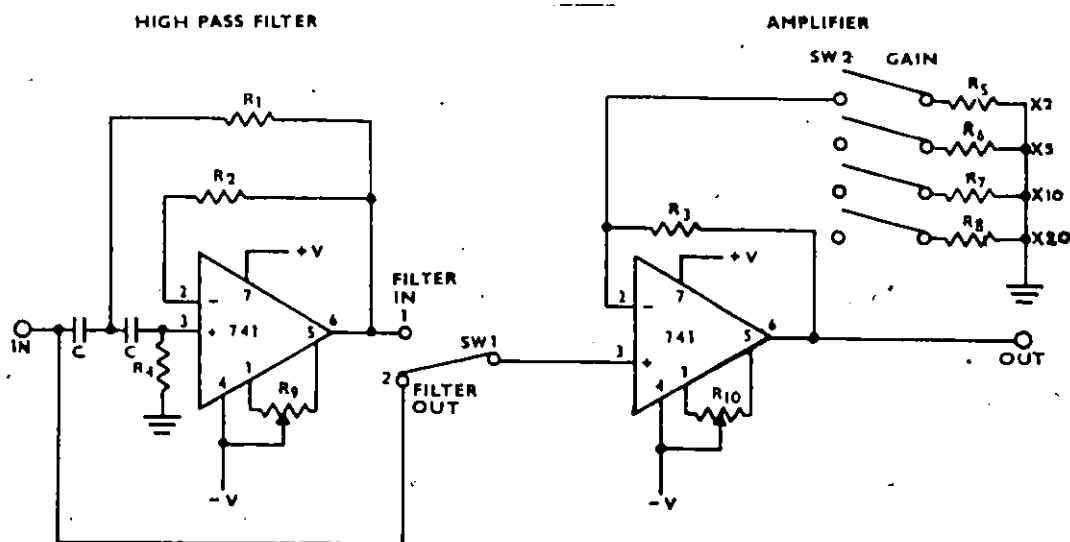 HIGH PASS FILTER
AMPLIFIER
SW2 GAIN
R1
R2
R3
R5 X2
R6 X5
R7 X10
R8 X20
+V
+V
2 −
7
3 +
741
6
5
4
1
R9
−V
IN
C
C
R4
FILTER
IN
1
SW1
2
FILTER
OUT
2 −
7
3 +
741
6
5
4
1
R10
−V
OUT